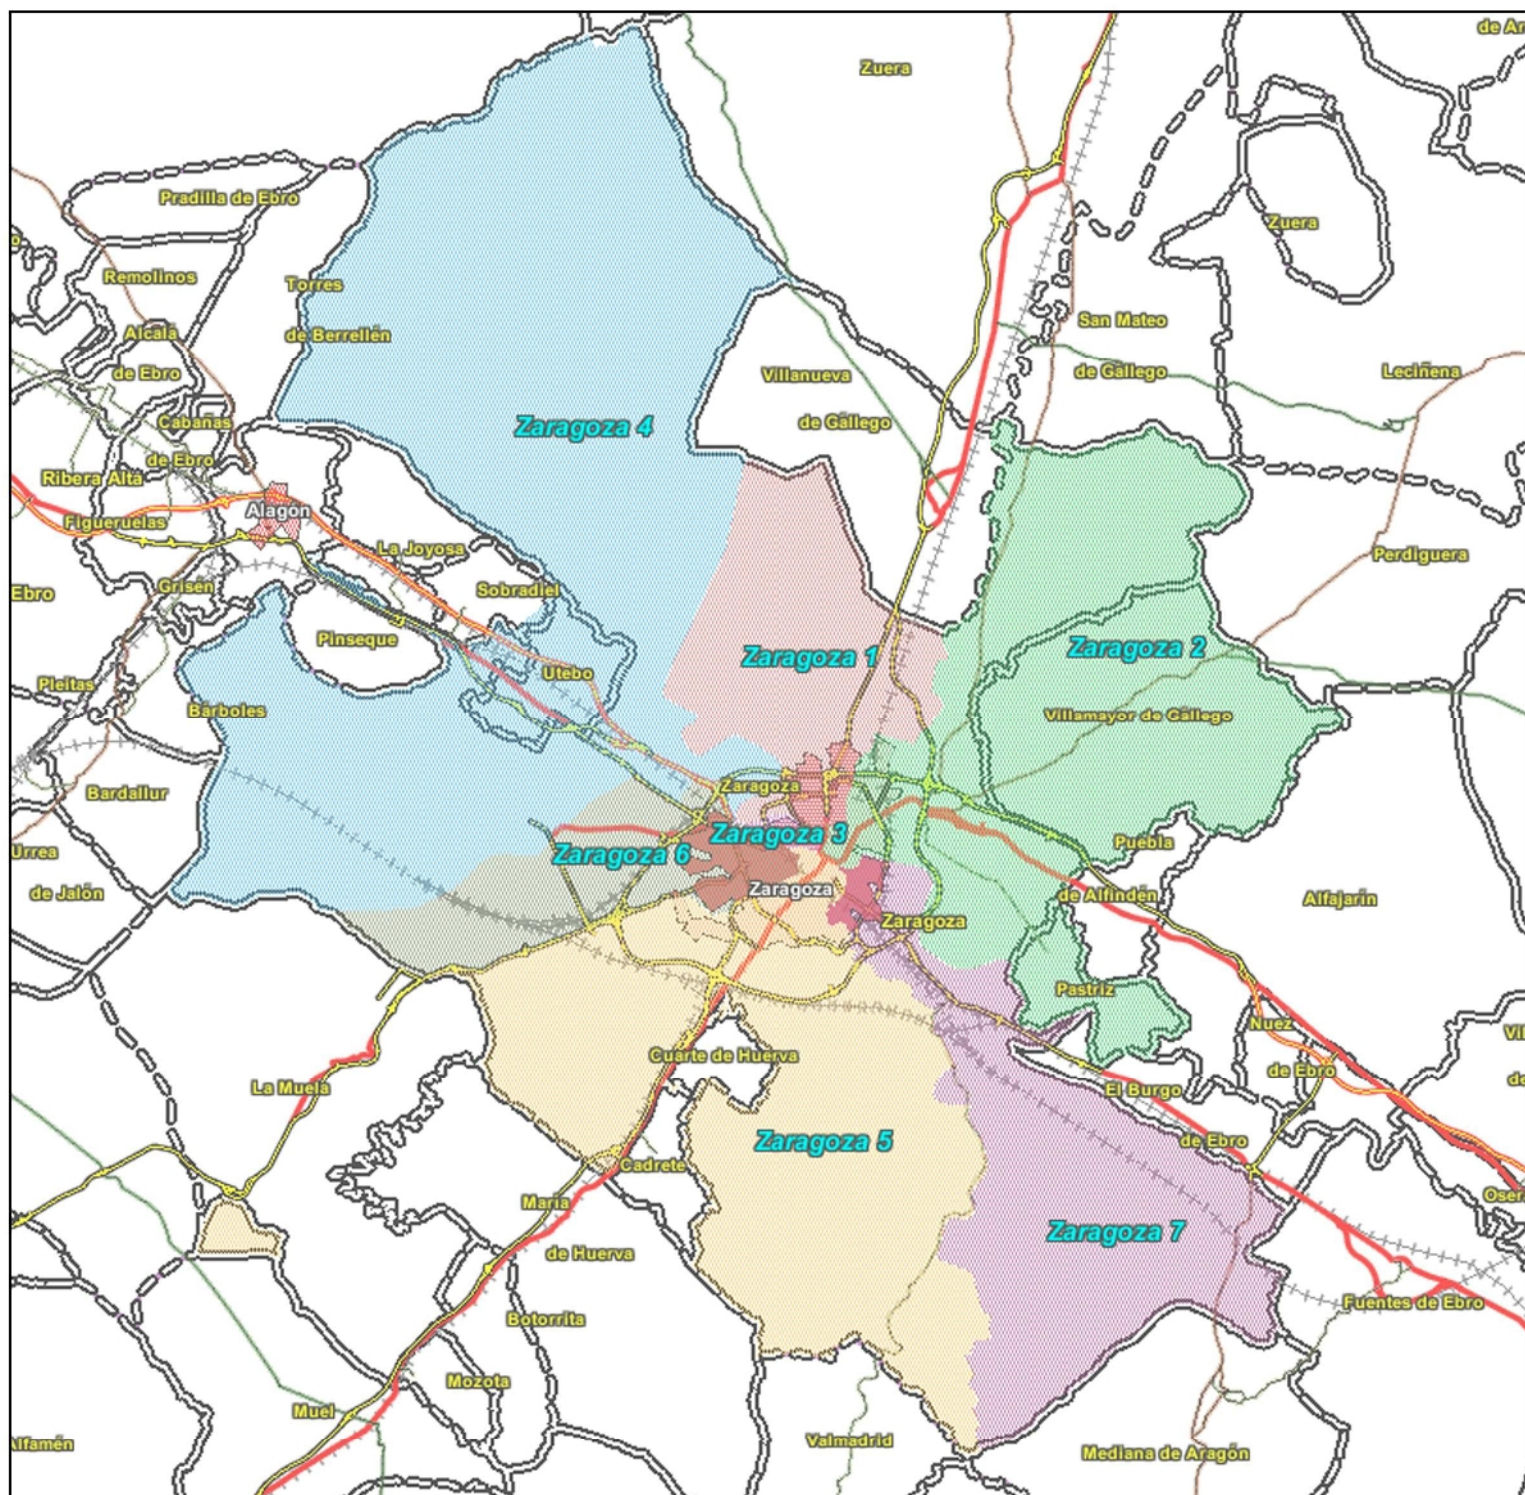 de Ar
Zuera
Pradilla de Ebro
Zuera
Remolinos
Torres
de Berrellén
Alcalá
de Ebro
San Mateo
de Gállego
Villanueva
de Gállego
Leciñena
Cabañas
de Ebro
Zaragoza 4
Ribera Alta
Alagón
Figueruelas
La Joyosa
Perdiguera
Grisén
Sobradiel
Ebro
Pinseque
Zaragoza 1
Zaragoza 2
Utebo
Pleitas
Bárboles
Villamayor de Gállego
Bardallur
Zaragoza
Zaragoza 3
Puebla
de Alfindén
Urrea
de Jalón
Zaragoza 6
Zaragoza
Alfajarín
Zaragoza
Pastriz
Nuez
de Ebro
Vil
de
Cuarte de Huerva
La Muela
El Burgo
de Ebro
Zaragoza 5
Cadrete
María
de Huerva
Oser
Zaragoza 7
Fuentes de Ebro
Botorrita
Mozota
Muel
Alfamén
Valmadrid
Mediana de Aragón